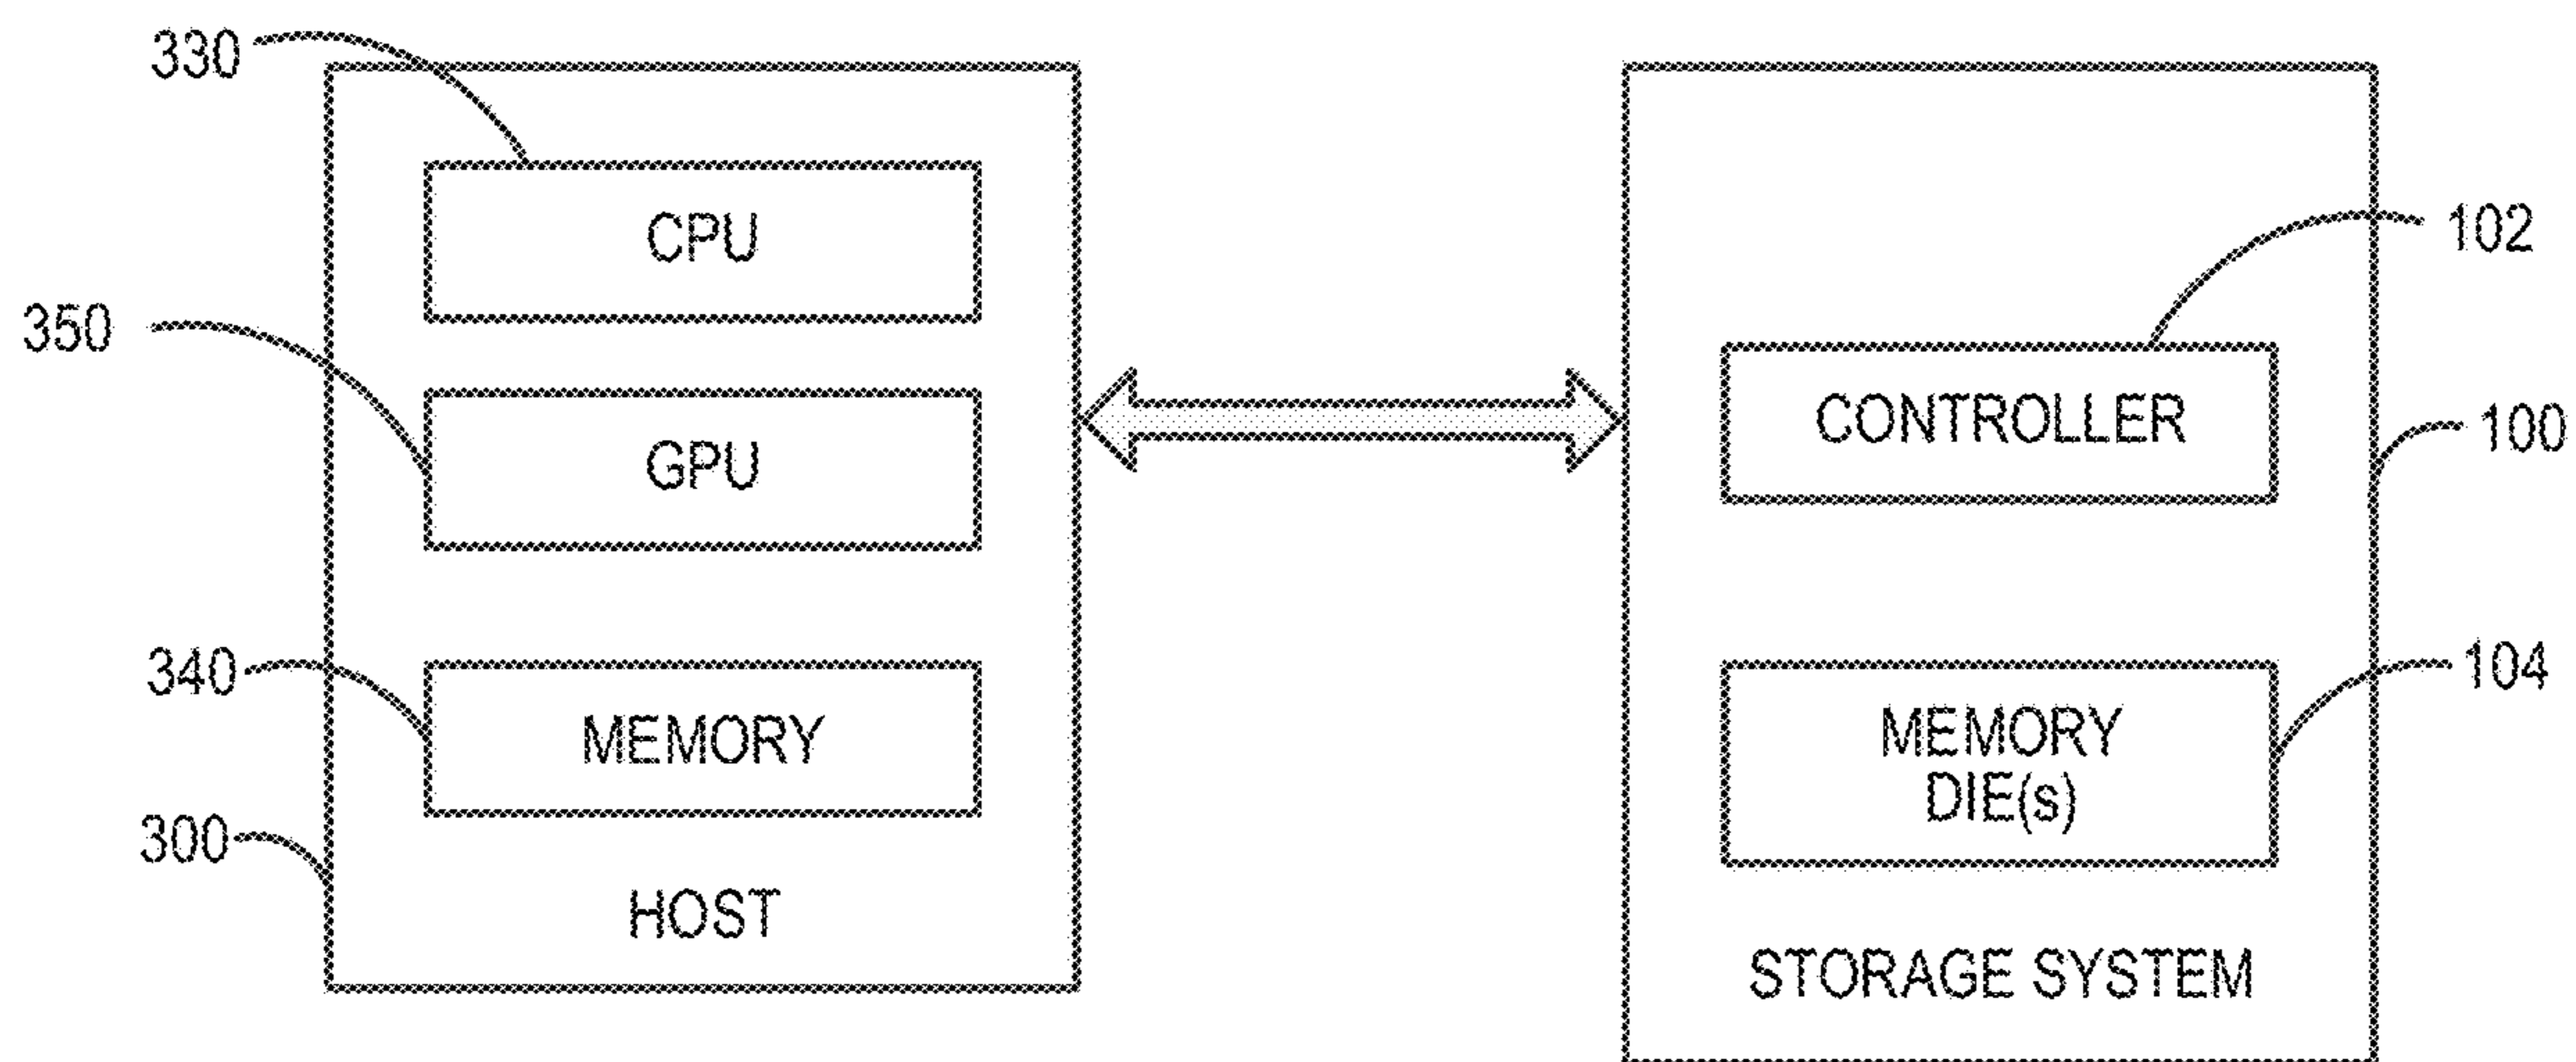 330
CPU
102
350
GPU
CONTROLLER
100
340
MEMORY
MEMORY
DIE(s)
104
300
HOST
STORAGE SYSTEM